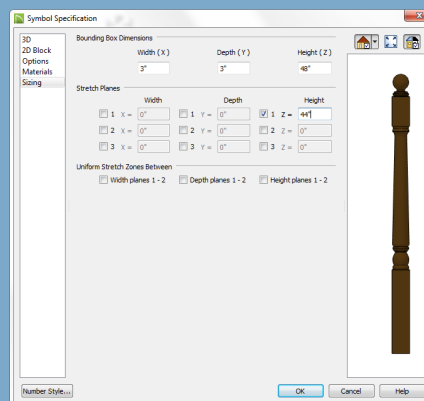 Symbol Specification
3D
2D Block
Options
Materials
Sizing
Bounding Box Dimensions
Width ( X ) Depth ( Y ) Height ( Z )
3" 3" 48"
Stretch Planes
Width Depth Height
1 X = 0" 1 Y = 0" 1 Z = 44"
2 X = 0" 2 Y = 0" 2 Z = 0"
3 X = 0" 3 Y = 0" 3 Z = 0"
Uniform Stretch Zones Between
Width planes 1 - 2 Depth planes 1 - 2 Height planes 1 - 2
Number Style... OK Cancel Help